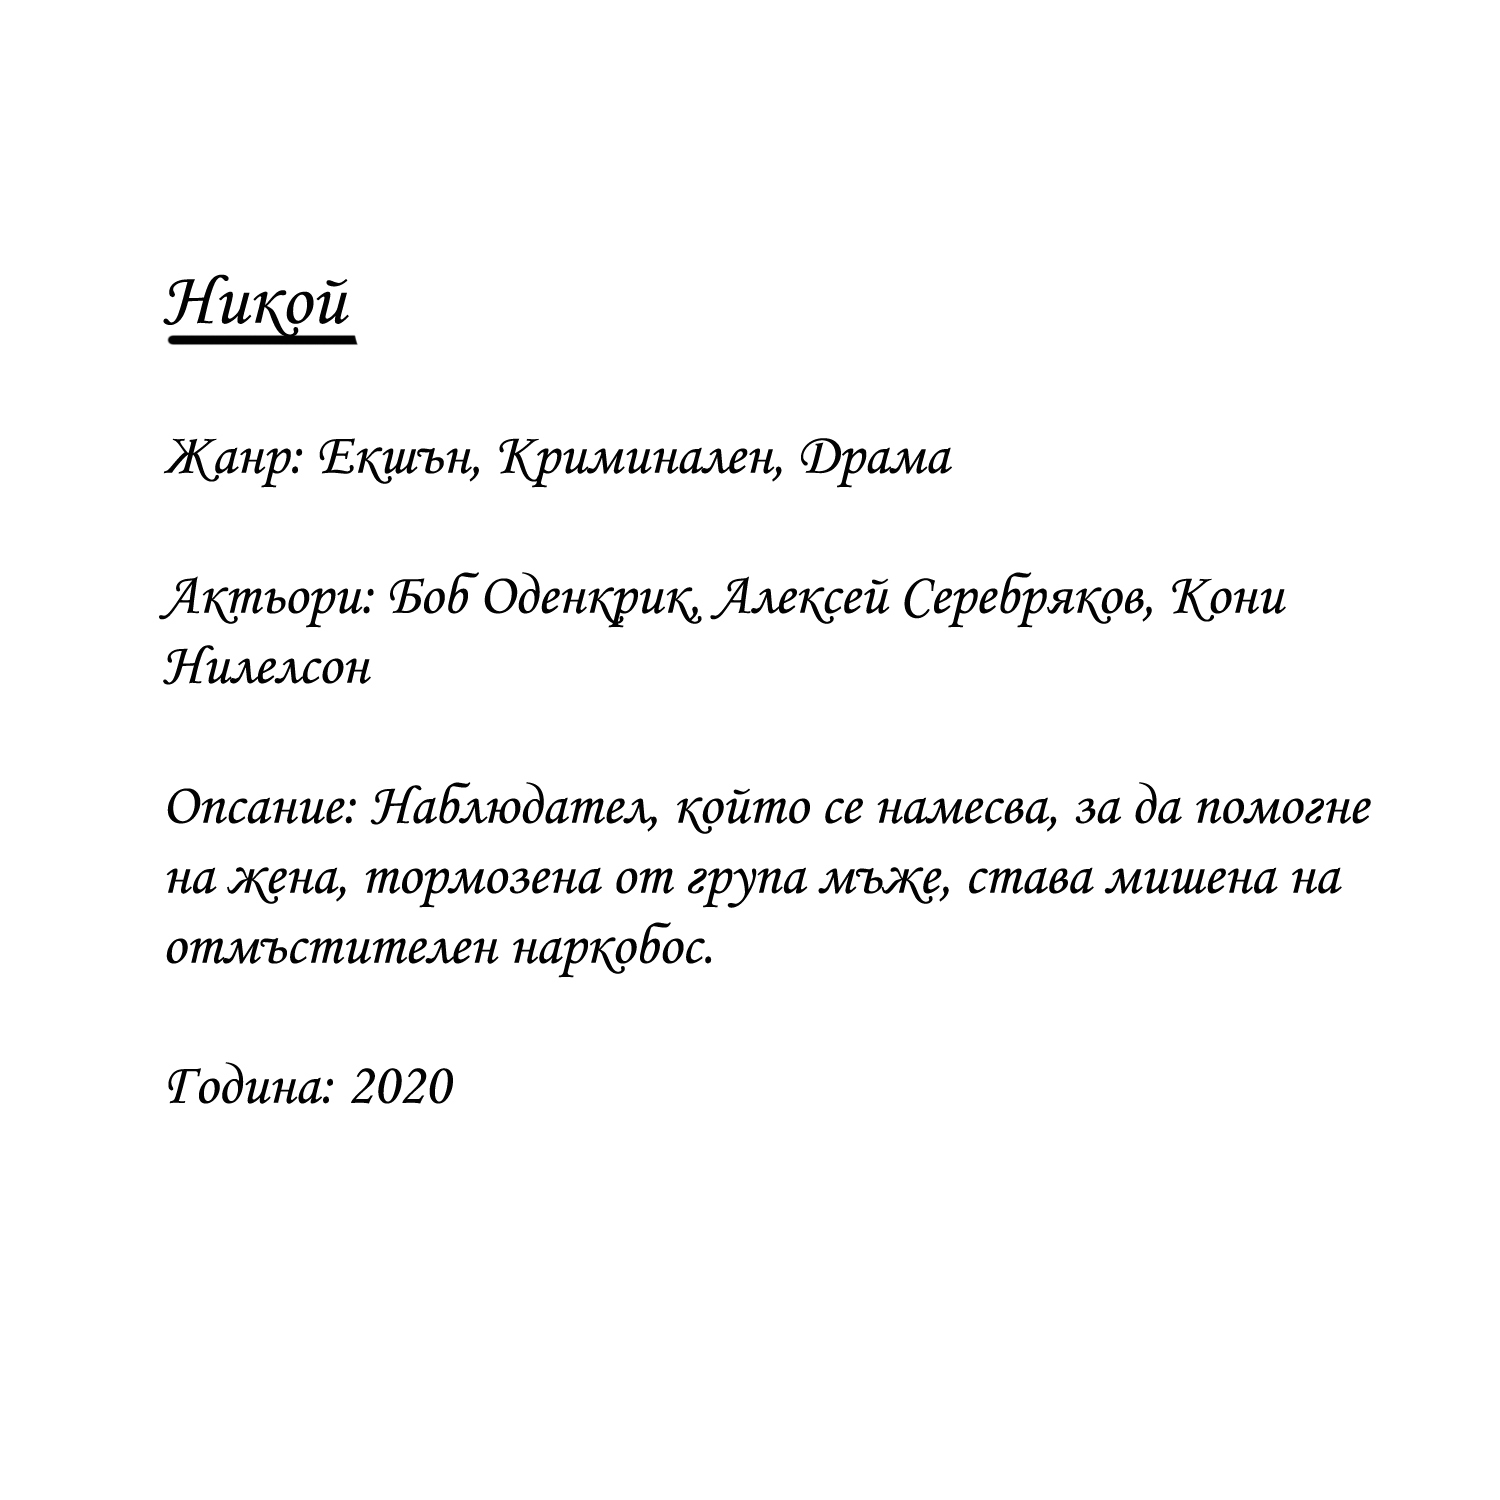 Никой
Жанр: Екшън, Криминален, Драма
Актьори: Боб Оденкрик, Алексей Серебряков, Кони
Нилелсон
Опсание: Наблюдател, който се намесва, за да помогне
на жена, тормозена от група мъже, става мишена на
отмъстителен наркобос.
Година: 2020